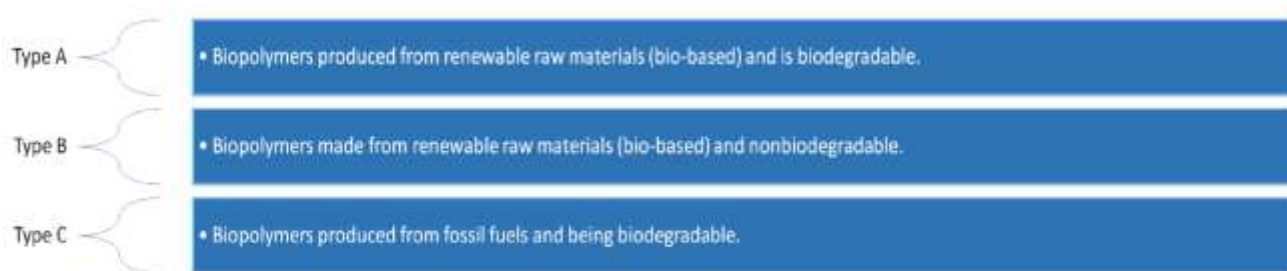 Type A
• Biopolymers produced from renewable raw materials (bio-based) and is biodegradable.
Type B
• Biopolymers made from renewable raw materials (bio-based) and nonbiodegradable.
Type C
• Biopolymers produced from fossil fuels and being biodegradable.